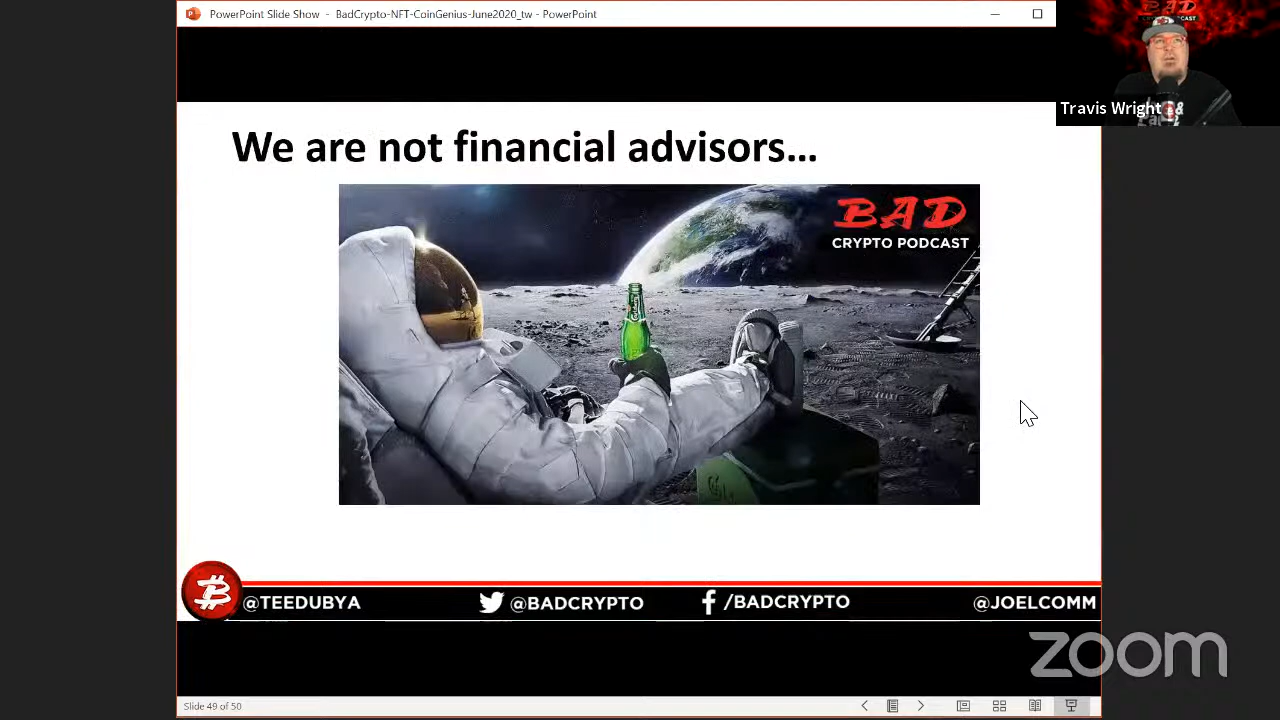 PowerPoint Slide Show - BadCrypto-NFT-CoinGenius-June2020_tw - PowerPoint
BAD
Travis Wright
We are not financial advisors...
BAD
CRYPTO PODCAST
@TEEDUBYA
@BADCRYPTO
/BADCRYPTO
@JOELCOMM
zoom
Slide 49 of 50